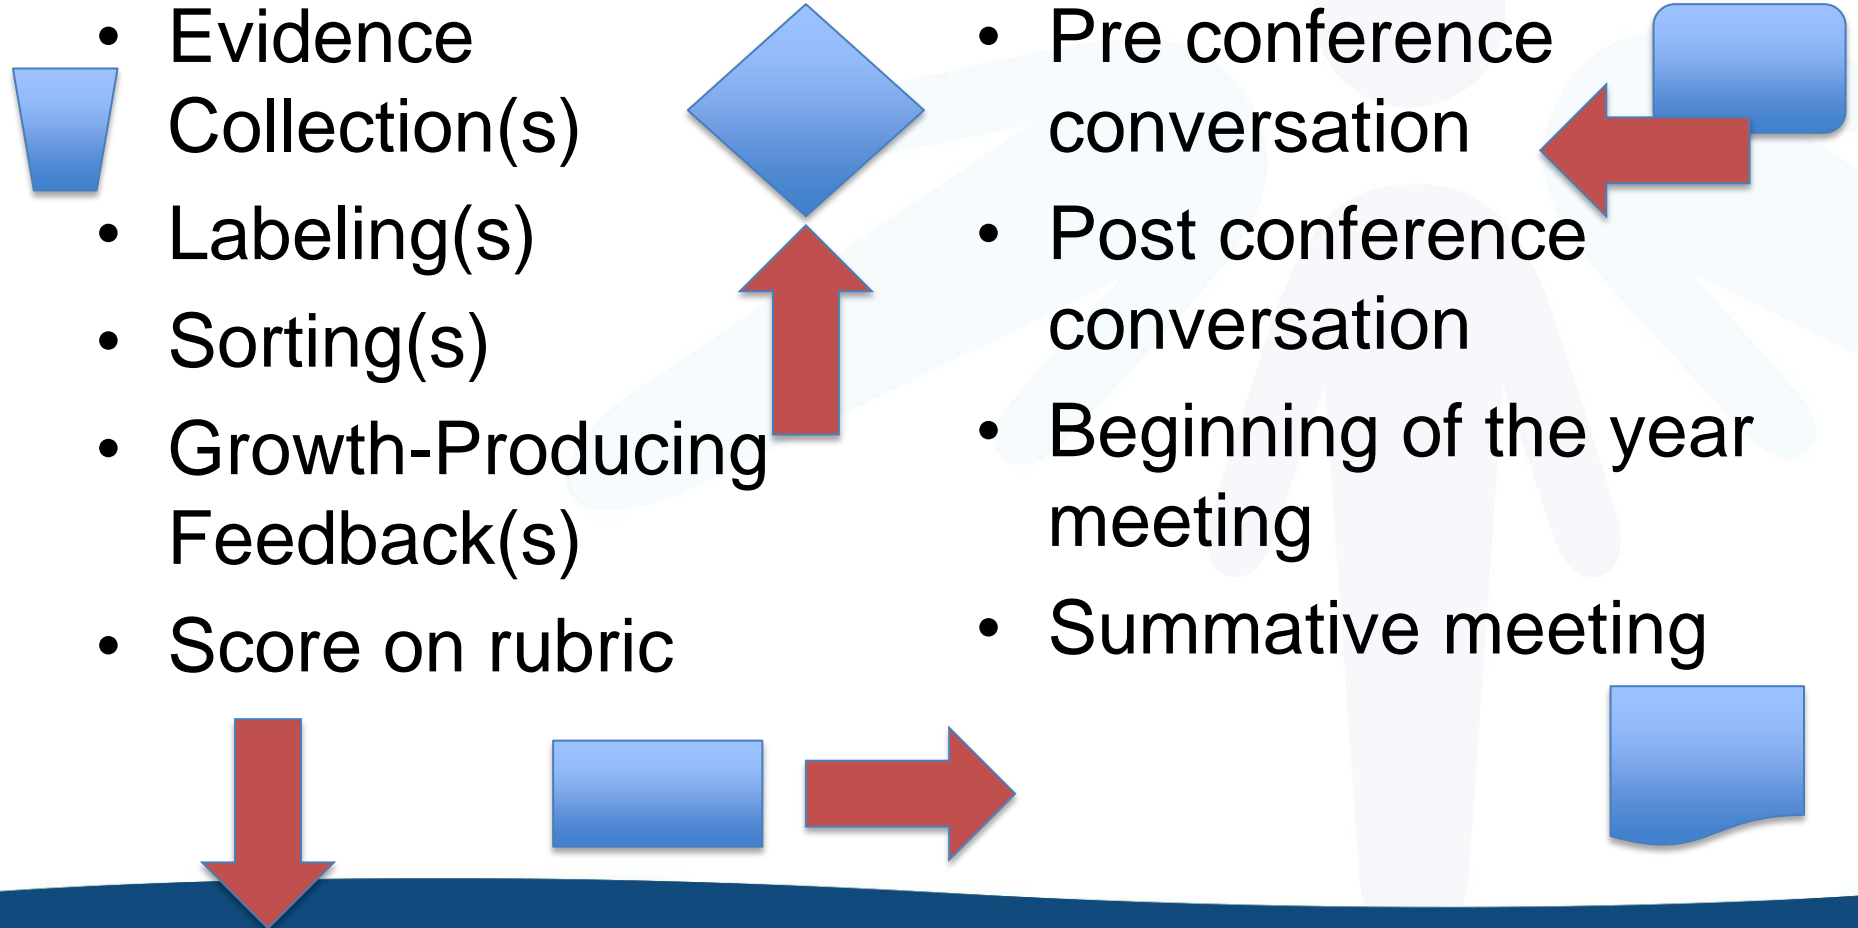 • Evidence
Collection(s)
• Labeling(s)
• Sorting(s)
• Growth-Producing
Feedback(s)
• Score on rubric
• Pre conference
conversation
• Post conference
conversation
• Beginning of the year
meeting
• Summative meeting